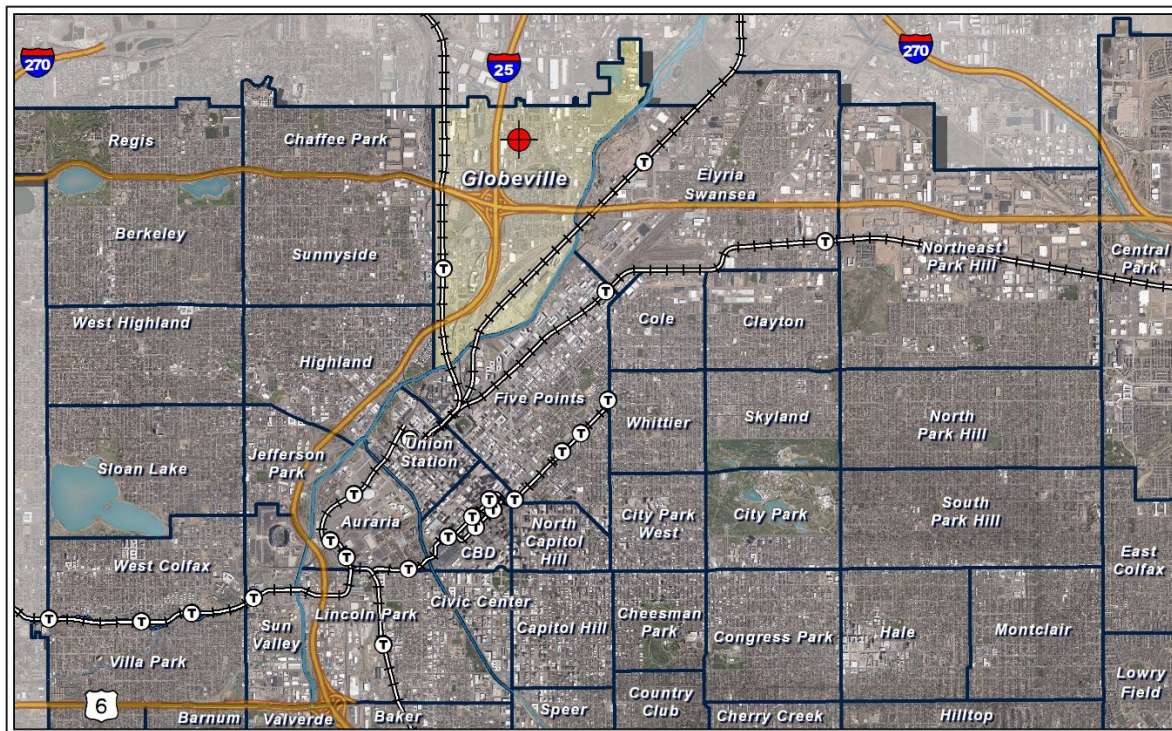 270
25
270
Regis
Chaffee Park
Globeville
T
Elyria
Swansea
Berkeley
Sunnyside
T
T
Northeast
Park Hill
Central
Park
T
West Highland
Highland
Cole
Clayton
Five Points
T
Whittier
Skyland
North
Park Hill
T
T
Union
Station
Jefferson
Park
Sloan Lake
T
T
Auraria
T
T
T
T
T
T
T
CBD
North
Capitol
Hill
City Park
West
City Park
South
Park Hill
East
Colfax
West Colfax
T
T
T
T
T
T
Sun
Valley
Lincoln Park
Civic Center
Capitol Hill
Cheesman
Park
Congress Park
Hale
Montclair
T
Villa Park
Lowry
Field
6
Barnum
Valverde
Baker
Speer
Country
Club
Cherry Creek
Hilltop